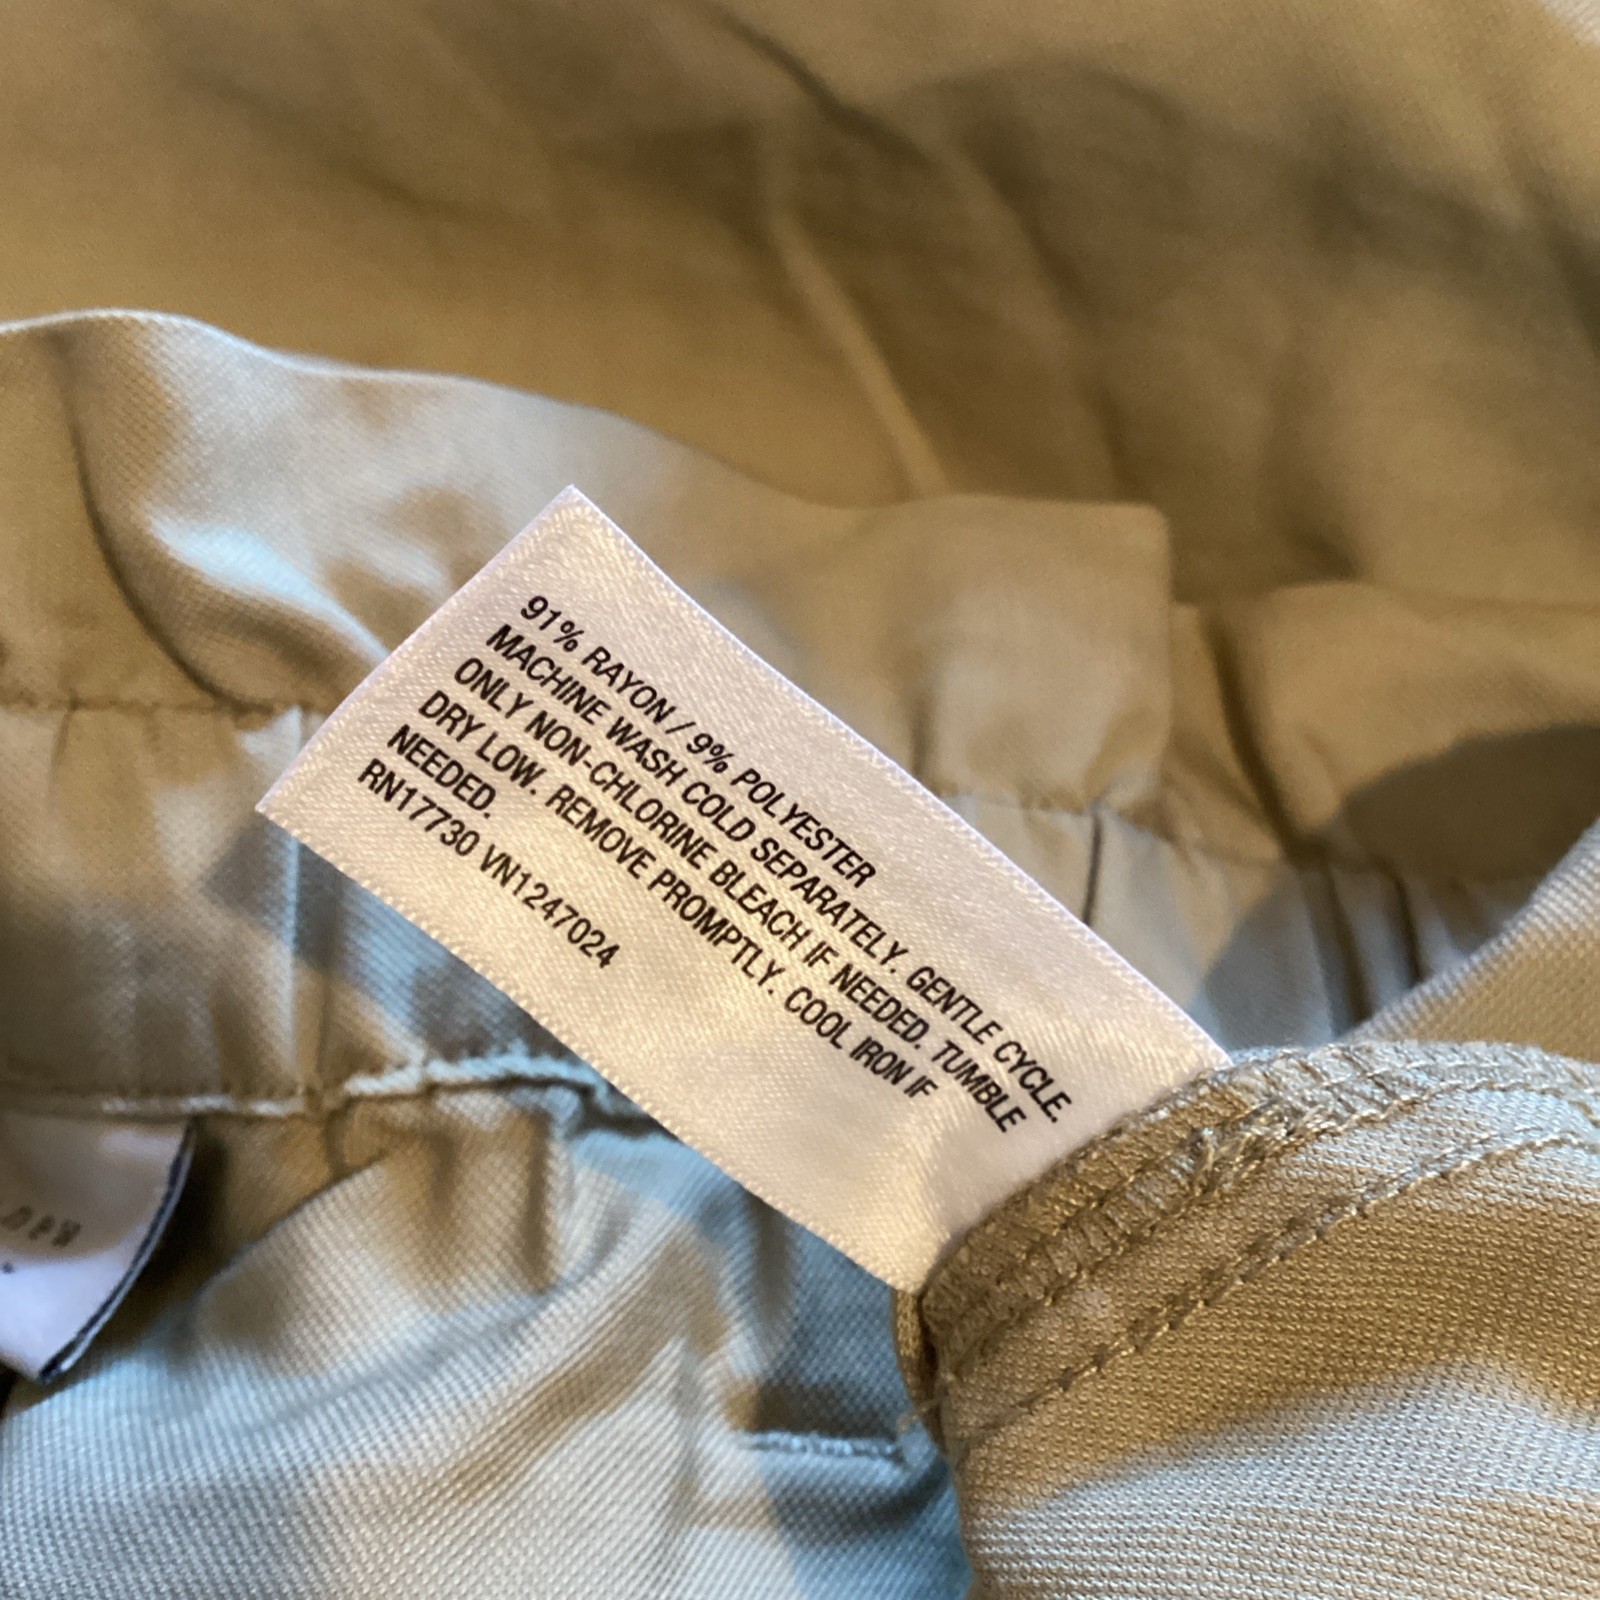 91% RAYON / 9% POLYESTER
MACHINE WASH COLD SEPARATELY. GENTLE CYCLE.
ONLY NON-CHLORINE BLEACH IF NEEDED. TUMBLE
DRY LOW. REMOVE PROMPTLY. COOL IRON IF
NEEDED.
RN17730 VN1247024